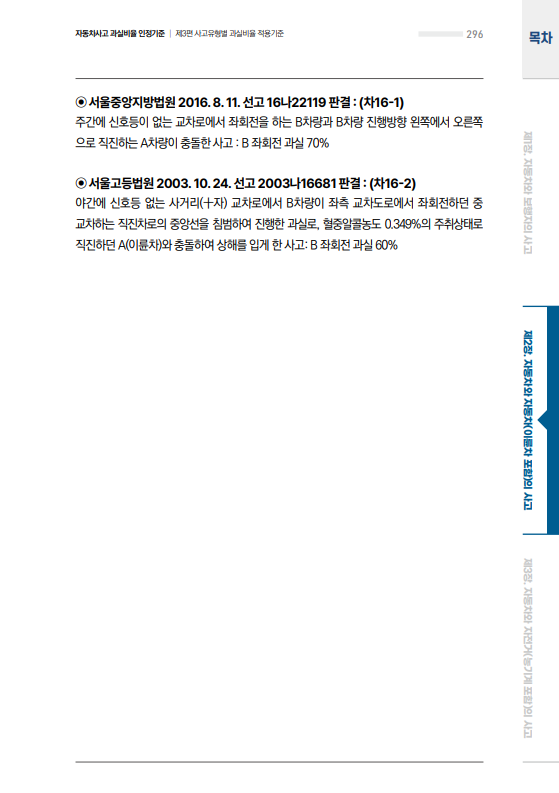 자동차사고 과실비율 인정기준 | 제3편 사고유형별 과실비율 적용기준
296
목차
◉ 서울중앙지방법원 2016. 8. 11. 선고 16나22119 판결 : (차16-1)
주간에 신호등이 없는 교차로에서 좌회전을 하는 B차량과 B차량 진행방향 왼쪽에서 오른쪽
으로 직진하는 A차량이 충돌한 사고 : B 좌회전 과실 70%
◉ 서울고등법원 2003. 10. 24. 선고 2003나16681 판결 : (차16-2)
야간에 신호등 없는 사거리(┼자) 교차로에서 B차량이 좌측 교차도로에서 좌회전하던 중
교차하는 직진차로의 중앙선을 침범하여 진행한 과실로, 혈중알콜농도 0.349%의 주취상태로
직진하던 A(이륜차)와 충돌하여 상해를 입게 한 사고: B 좌회전 과실 60%
제1장. 자동차와 보행자의 사고
제2장. 자동차와 자동차(이륜차 포함)의 사고
제3장. 자동차와 자전거(농기계 포함)의 사고